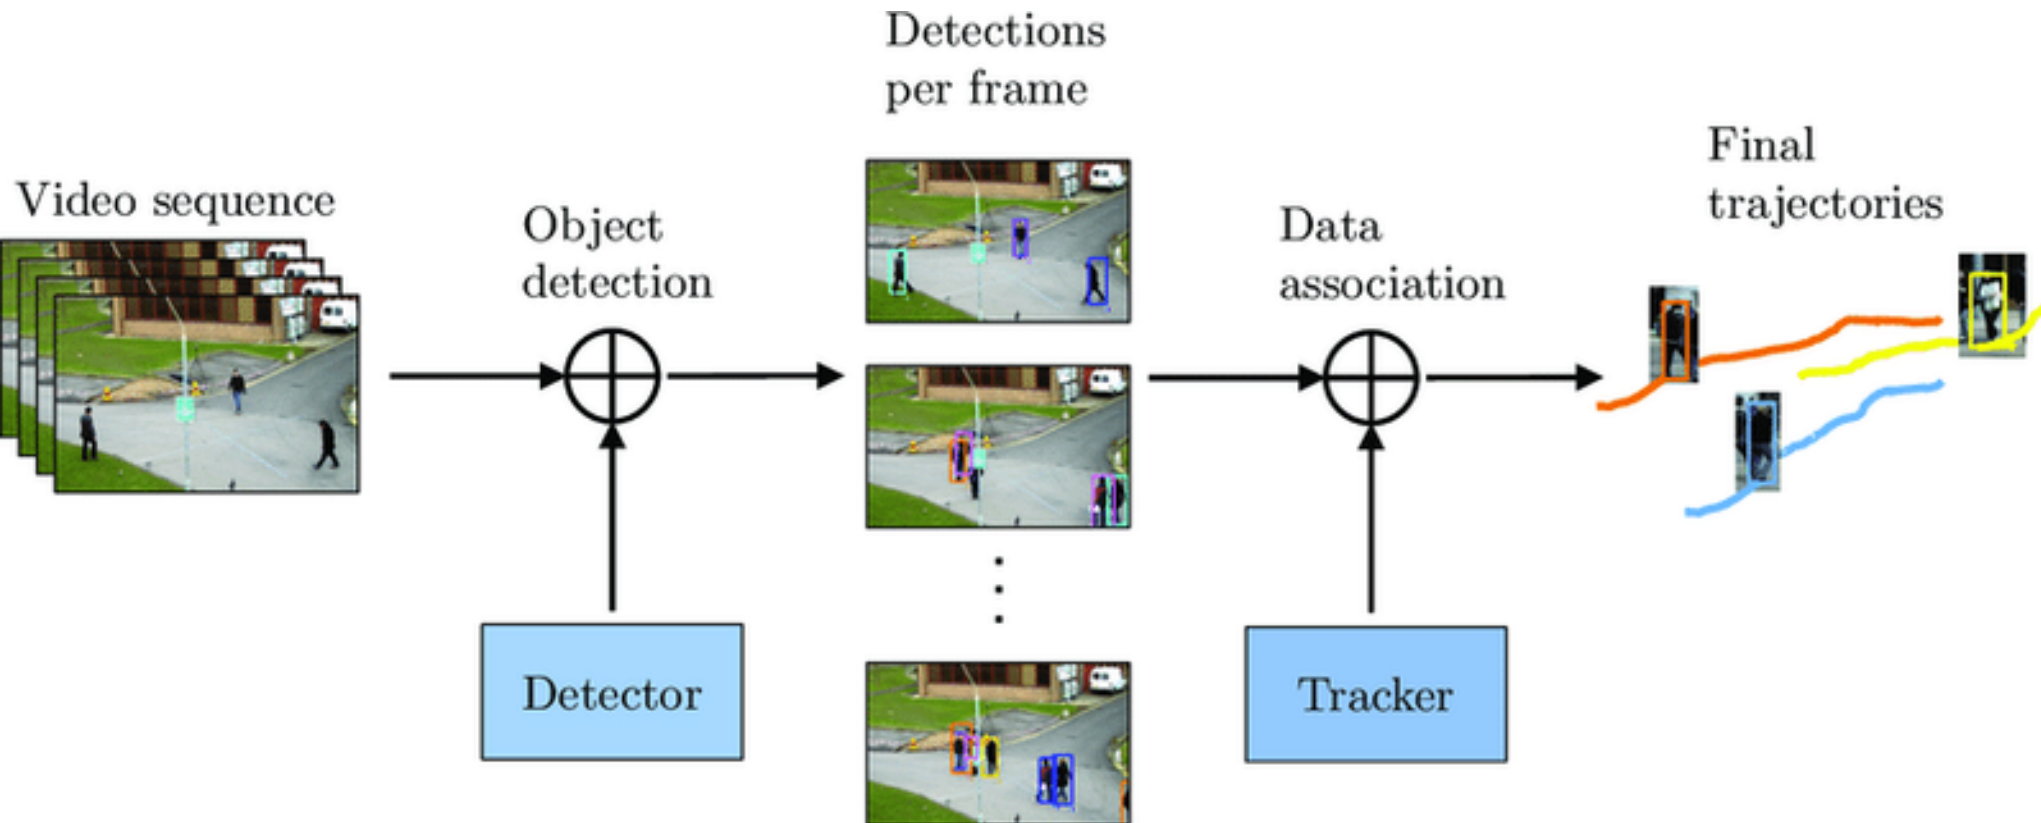 Video sequence
Object
detection
Detector
Detections
per frame
Data
association
Tracker
Final
trajectories